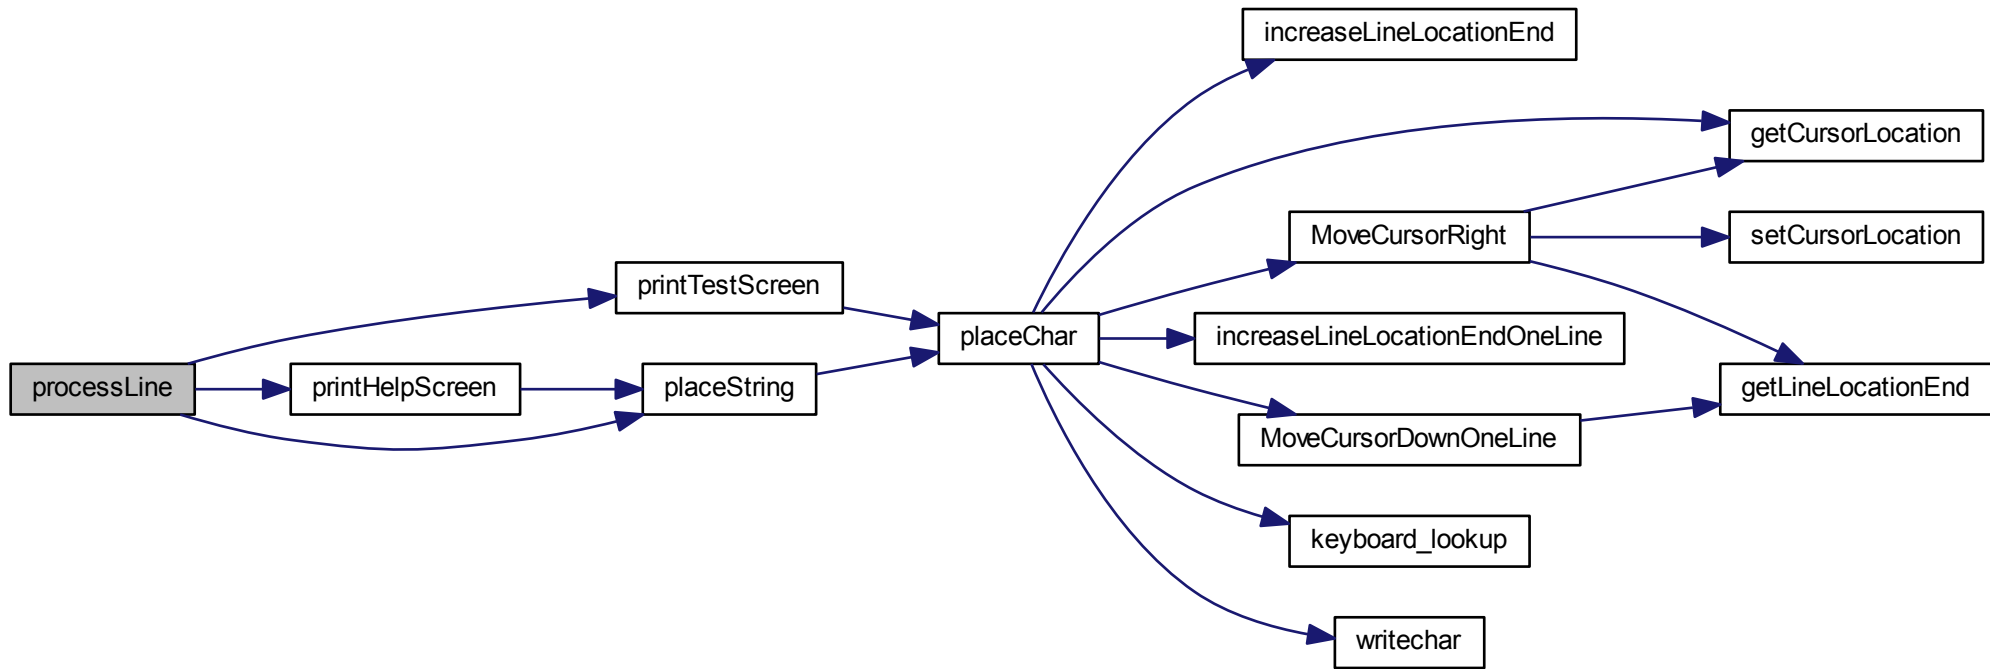 increaseLineLocationEnd
getCursorLocation
MoveCursorRight
setCursorLocation
printTestScreen
placeChar
increaseLineLocationEndOneLine
processLine
printHelpScreen
placeString
getLineLocationEnd
MoveCursorDownOneLine
keyboard_lookup
writechar